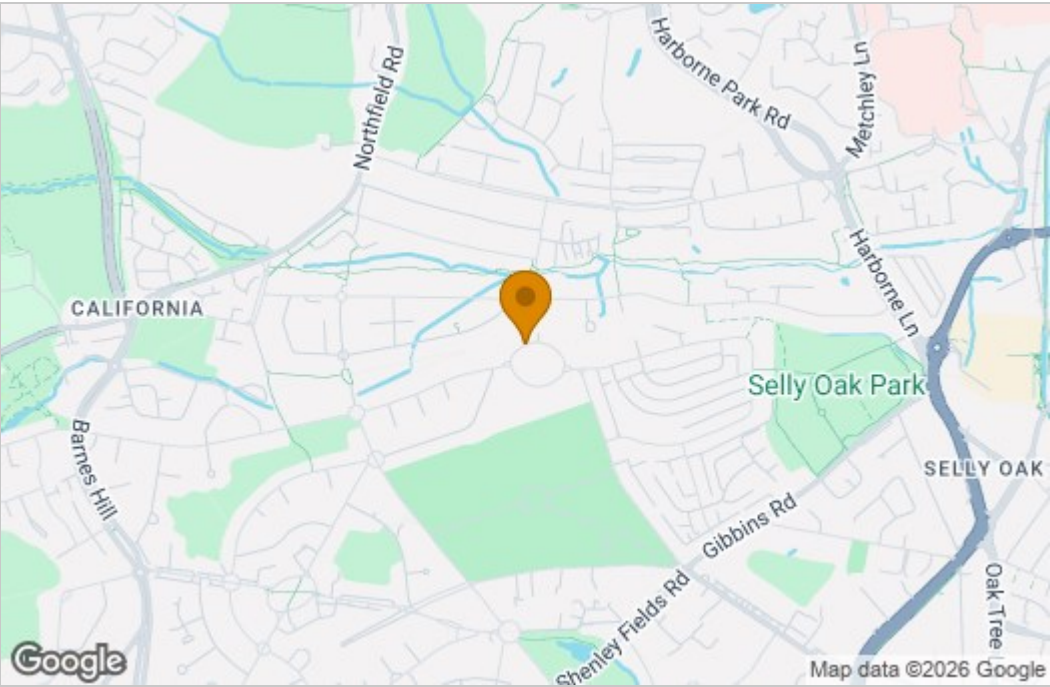 Northfield Rd
Harborne Park Rd
Metchley Ln
Harborne Ln
CALIFORNIA
Selly Oak Park
Barnes Hill
SELLY OAK
Gibbins Rd
Shenley Fields Rd
Oak Tree
Google
Map data ©2026 Google